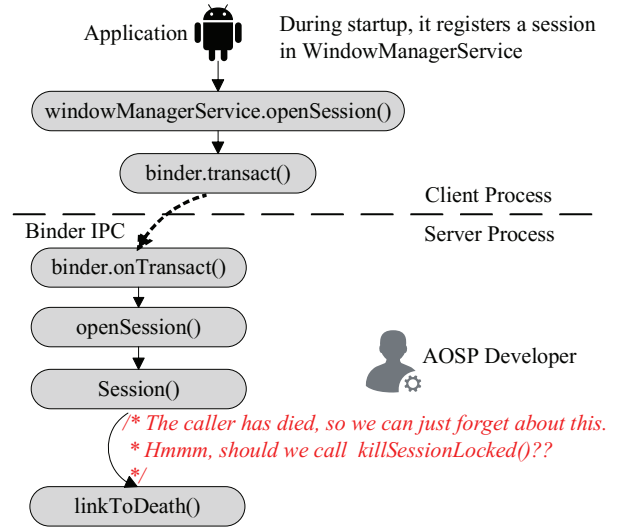 Application
During startup, it registers a session
in WindowManagerService
windowManagerService.openSession()
binder.transact()
Client Process
Binder IPC
Server Process
binder.onTransact()
openSession()
AOSP Developer
Session()
/* The caller has died, so we can just forget about this.
* Hmmm, should we call killSessionLocked()??
*/
linkToDeath()